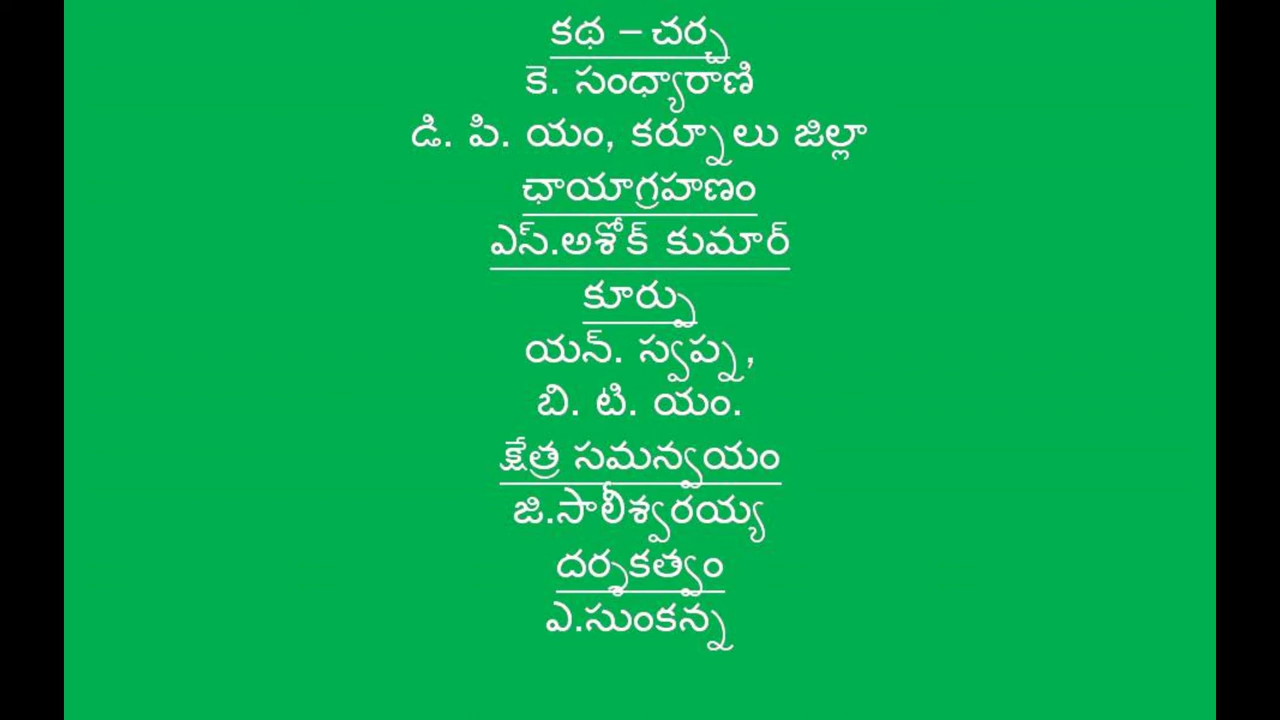 కథ – చర్చ
కె. సంధ్యారాణి
డి. పి. యం, కర్నూలు జిల్లా
ఛాయాగ్రహణం
ఎస్.అశోక్ కుమార్
కూర్పు
యన్. స్వప్న,
బి. టి. యం.
క్షేత్ర సమన్వయం
జి.సాలీశ్వరయ్య
దర్శకత్వం
ఎ.సుంకన్న